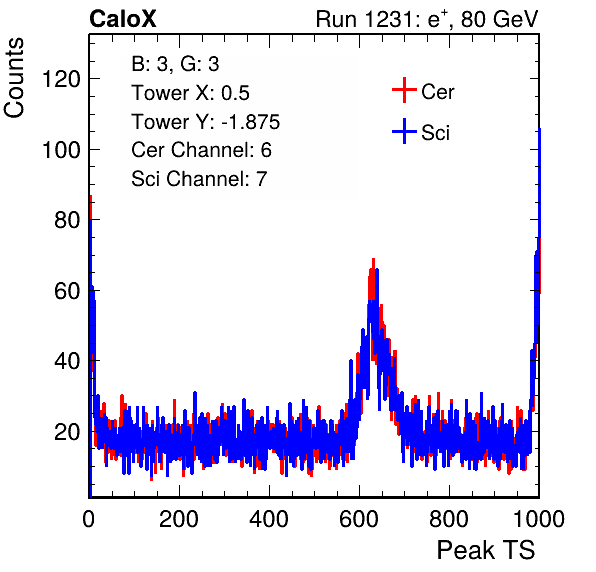 CaloX Run 1231: e⁺, 80 GeV
Counts
B: 3, G: 3
Tower X: 0.5
Tower Y: -1.875
Cer Channel: 6
Sci Channel: 7
Cer
Sci
120
100
80
60
40
20
0 200 400 600 800 1000
Peak TS